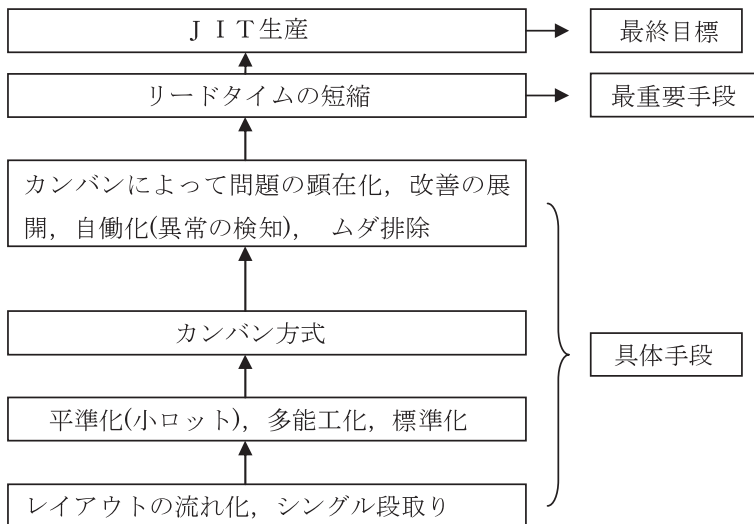 ＪＩＴ生産
最終目標
リードタイムの短縮
最重要手段
カンバンによって問題の顕在化，改善の展
開，自働化(異常の検知)，　ムダ排除
カンバン方式
具体手段
平準化(小ロット)，多能工化，標準化
レイアウトの流れ化，シングル段取り